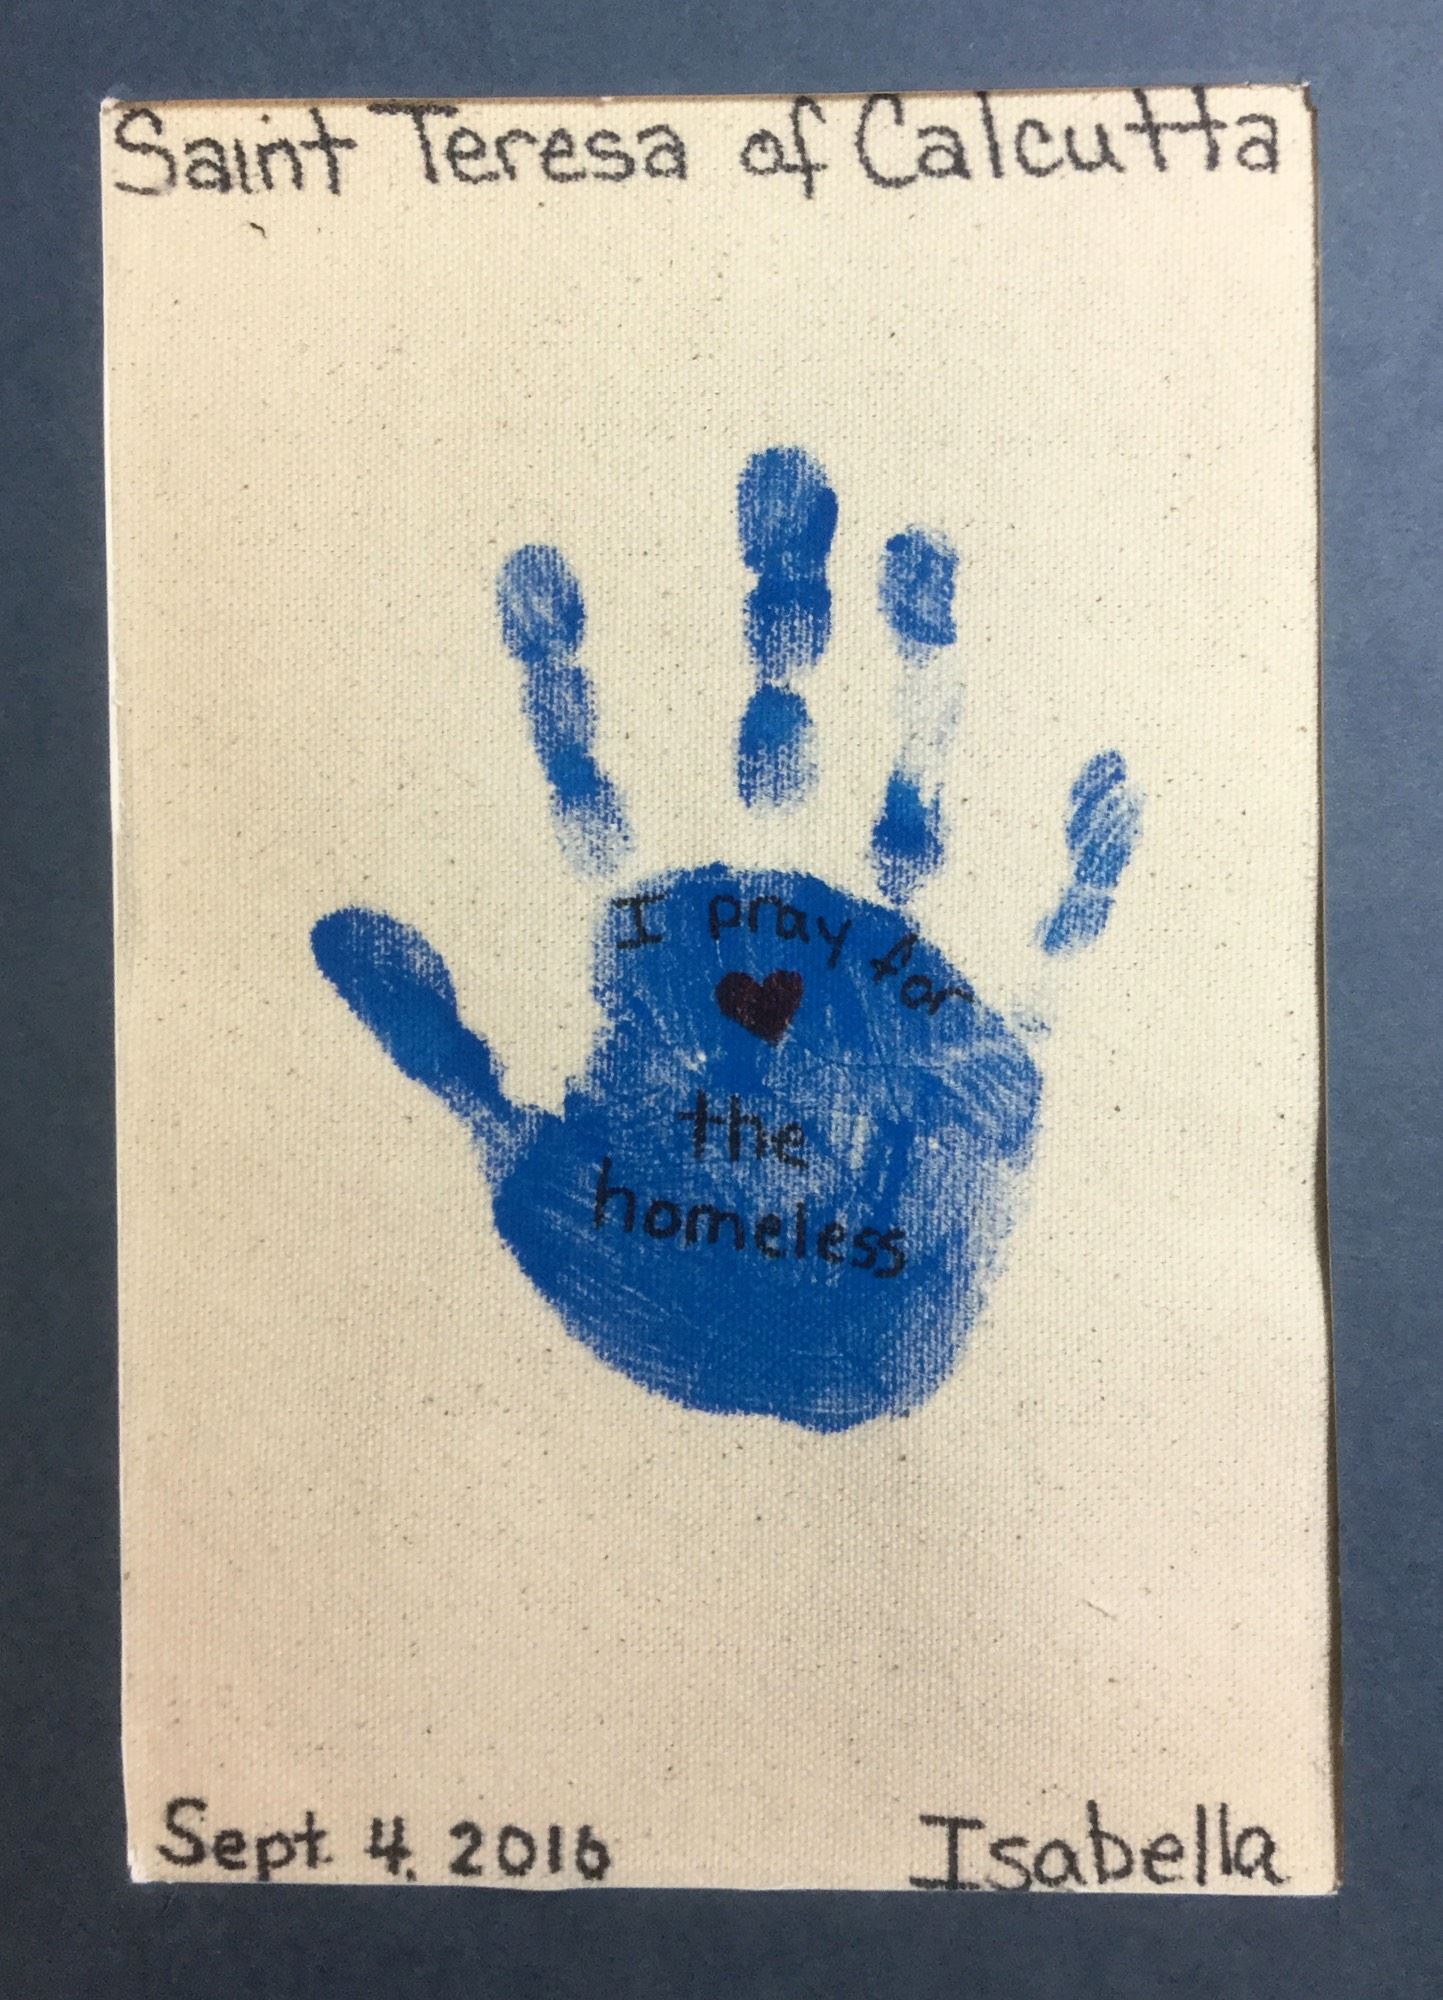 Saint Teresa of Calcutta
I pray for
the
homeless
Sept. 4, 2016
Isabella